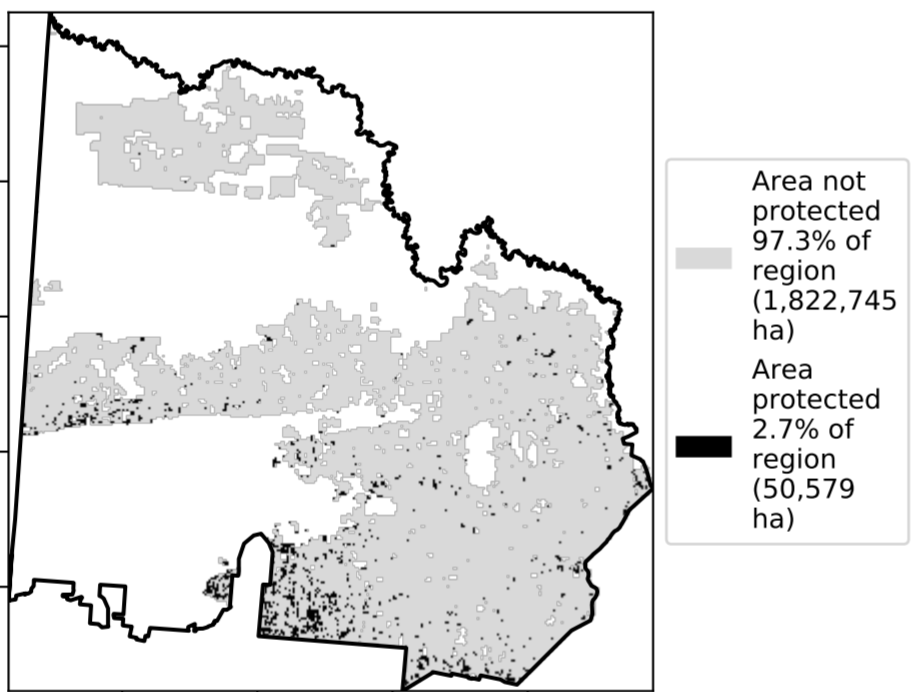 Area not
protected
97.3% of
region
(1,822,745
ha)
Area
protected
2.7% of
region
(50,579
ha)